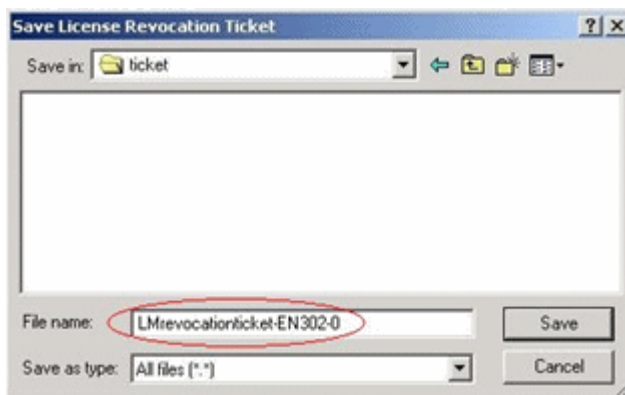 Save License Revocation Ticket
Save in: ticket
File name: LMrevocationticket-EN302-0 Save
Save as type: All files (*.*) Cancel